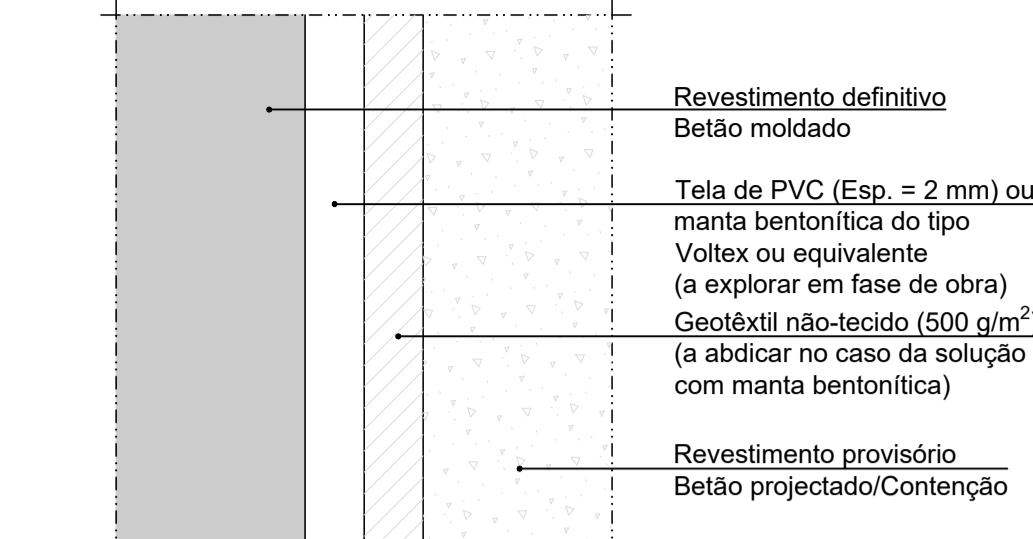 Revestimento definitivo
Betão moldado
Tela de PVC (Esp. = 2 mm) ou
manta bentonítica do tipo
Voltex ou equivalente
(a explorar em fase de obra)
Geotêxtil não-tecido (500 g/m²
(a abdicar no caso da solução
com manta bentonítica)
Revestimento provisório
Betão projectado/Contenção